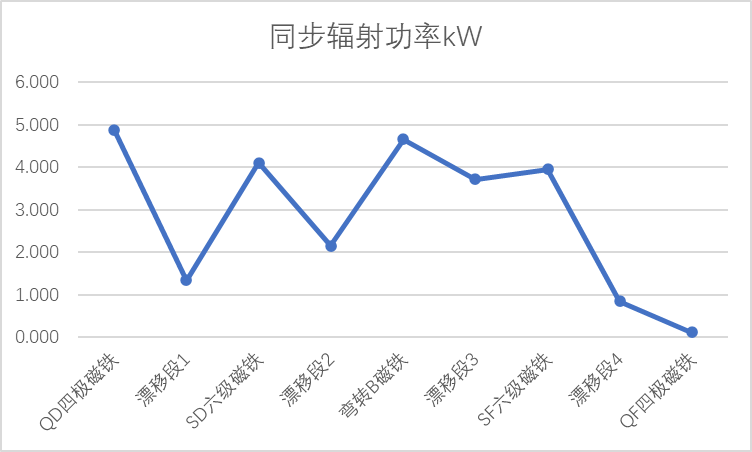 同步辐射功率kW
6.000
5.000
4.000
3.000
2.000
1.000
0.000
QD四极磁铁
漂移段1
SD六级磁铁
漂移段2
弯转B磁铁
漂移段3
SF六级磁铁
漂移段4
QF四极磁铁